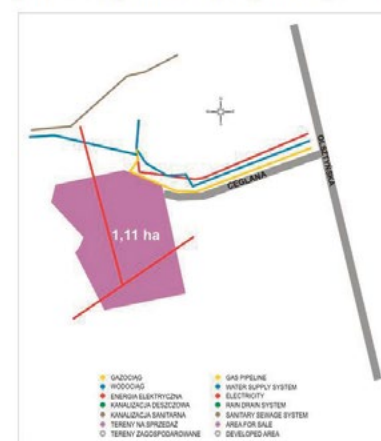 OLSZTYŃSKA
CEGLANA
1,11 ha
GAZOCIĄG
WODOCIĄG
ENERGIA ELEKTRYCZNA
KANALIZACJA DESZCZOWA
KANALIZACJA SANITARNA
TERENY NA SPRZEDAŻ
TERENY ZAGOSPODAROWANE
GAS PIPELINE
WATER SUPPLY SYSTEM
ELECTRICITY
RAIN DRAIN SYSTEM
SANITARY SEWAGE SYSTEM
AREA FOR SALE
DEVELOPED AREA